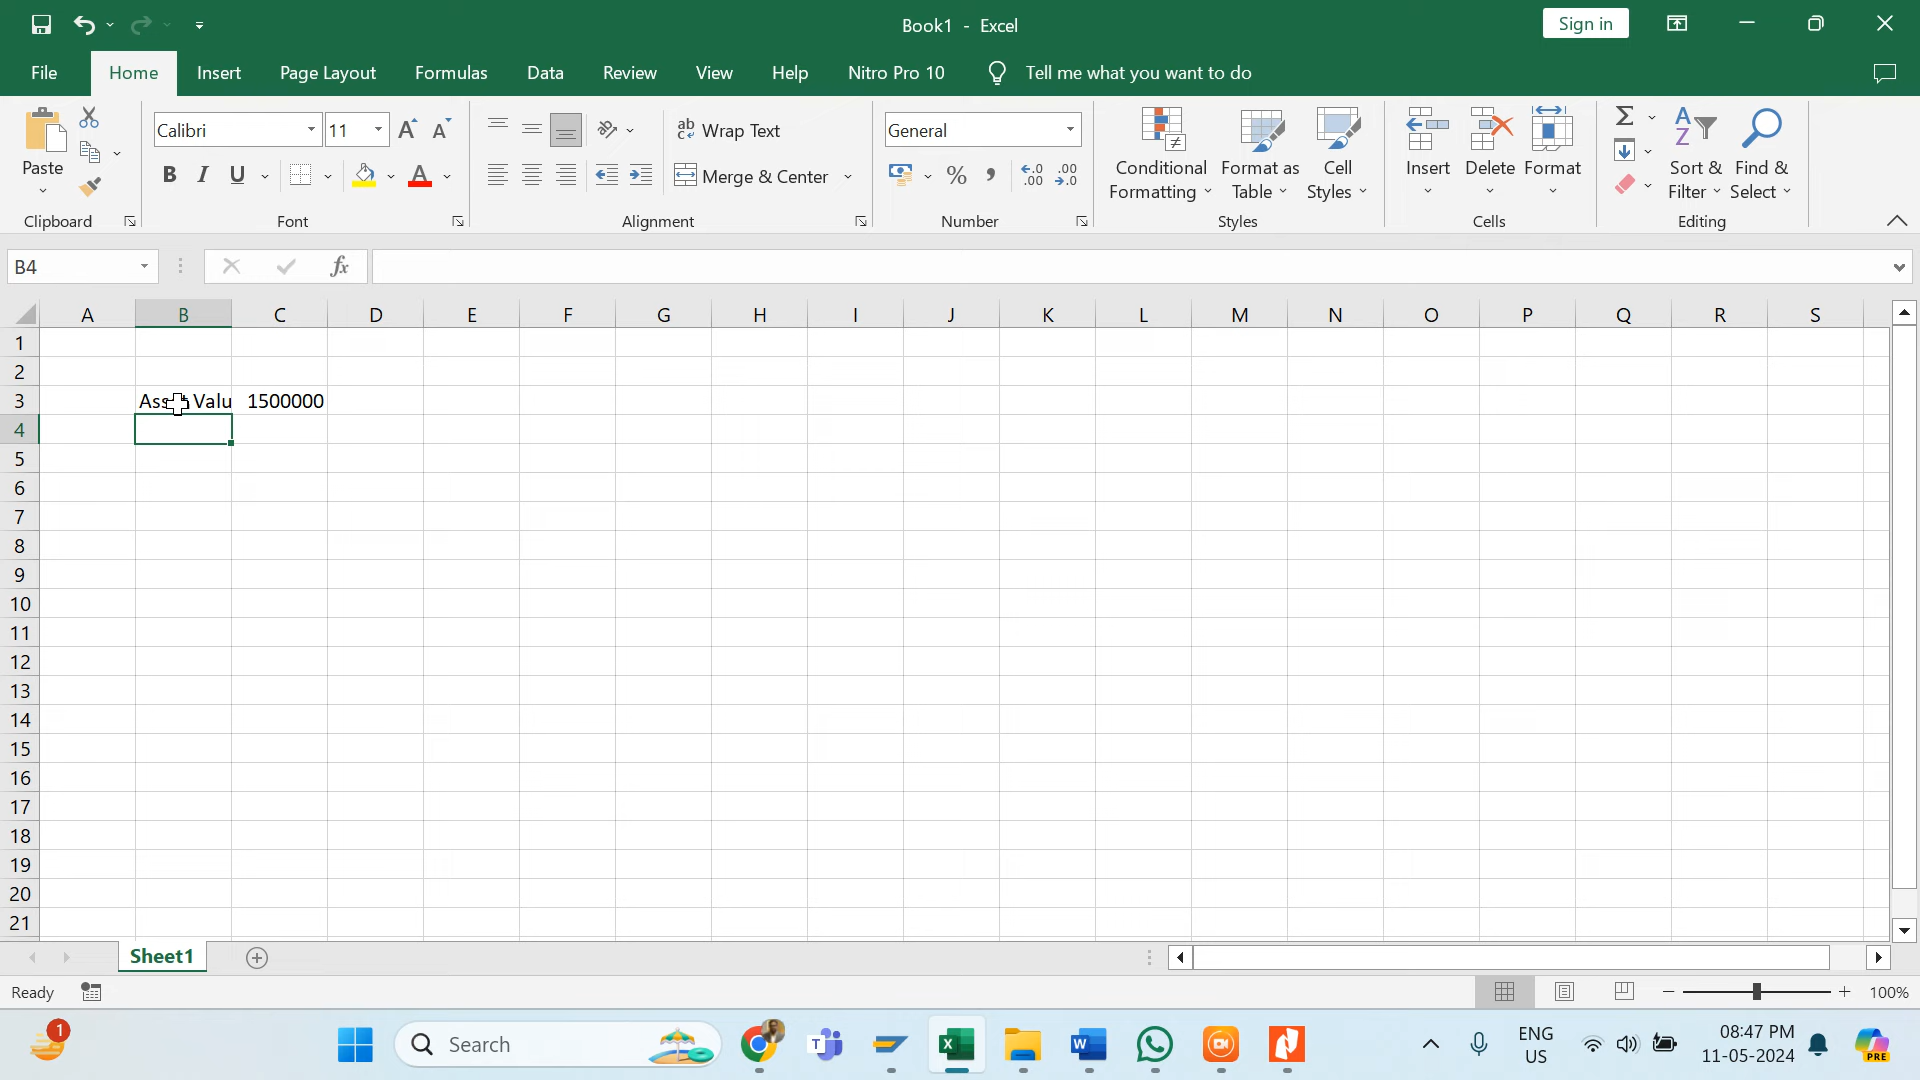 Book1 - Excel
Sign in
File Home Insert Page Layout Formulas Data Review View Help Nitro Pro 10 Tell me what you want to do
Paste
Clipboard
Calibri 11
B I U A
Font
ab Wrap Text
Merge & Center
Alignment
General
% ,
Number
Conditional Formatting
Format as Table
Cell Styles
Styles
Insert Delete Format
Cells
Sort & Filter
Find & Select
Editing
B4 fx
A B C D E F G H I J K L M N O P Q R S
1
2
3 Valu 1500000
4
5
6
7
8
9
10
11
12
13
14
15
16
17
18
19
20
21
Sheet1
Ready 100%
1
Search
ENG US
08:47 PM
11-05-2024
PRE